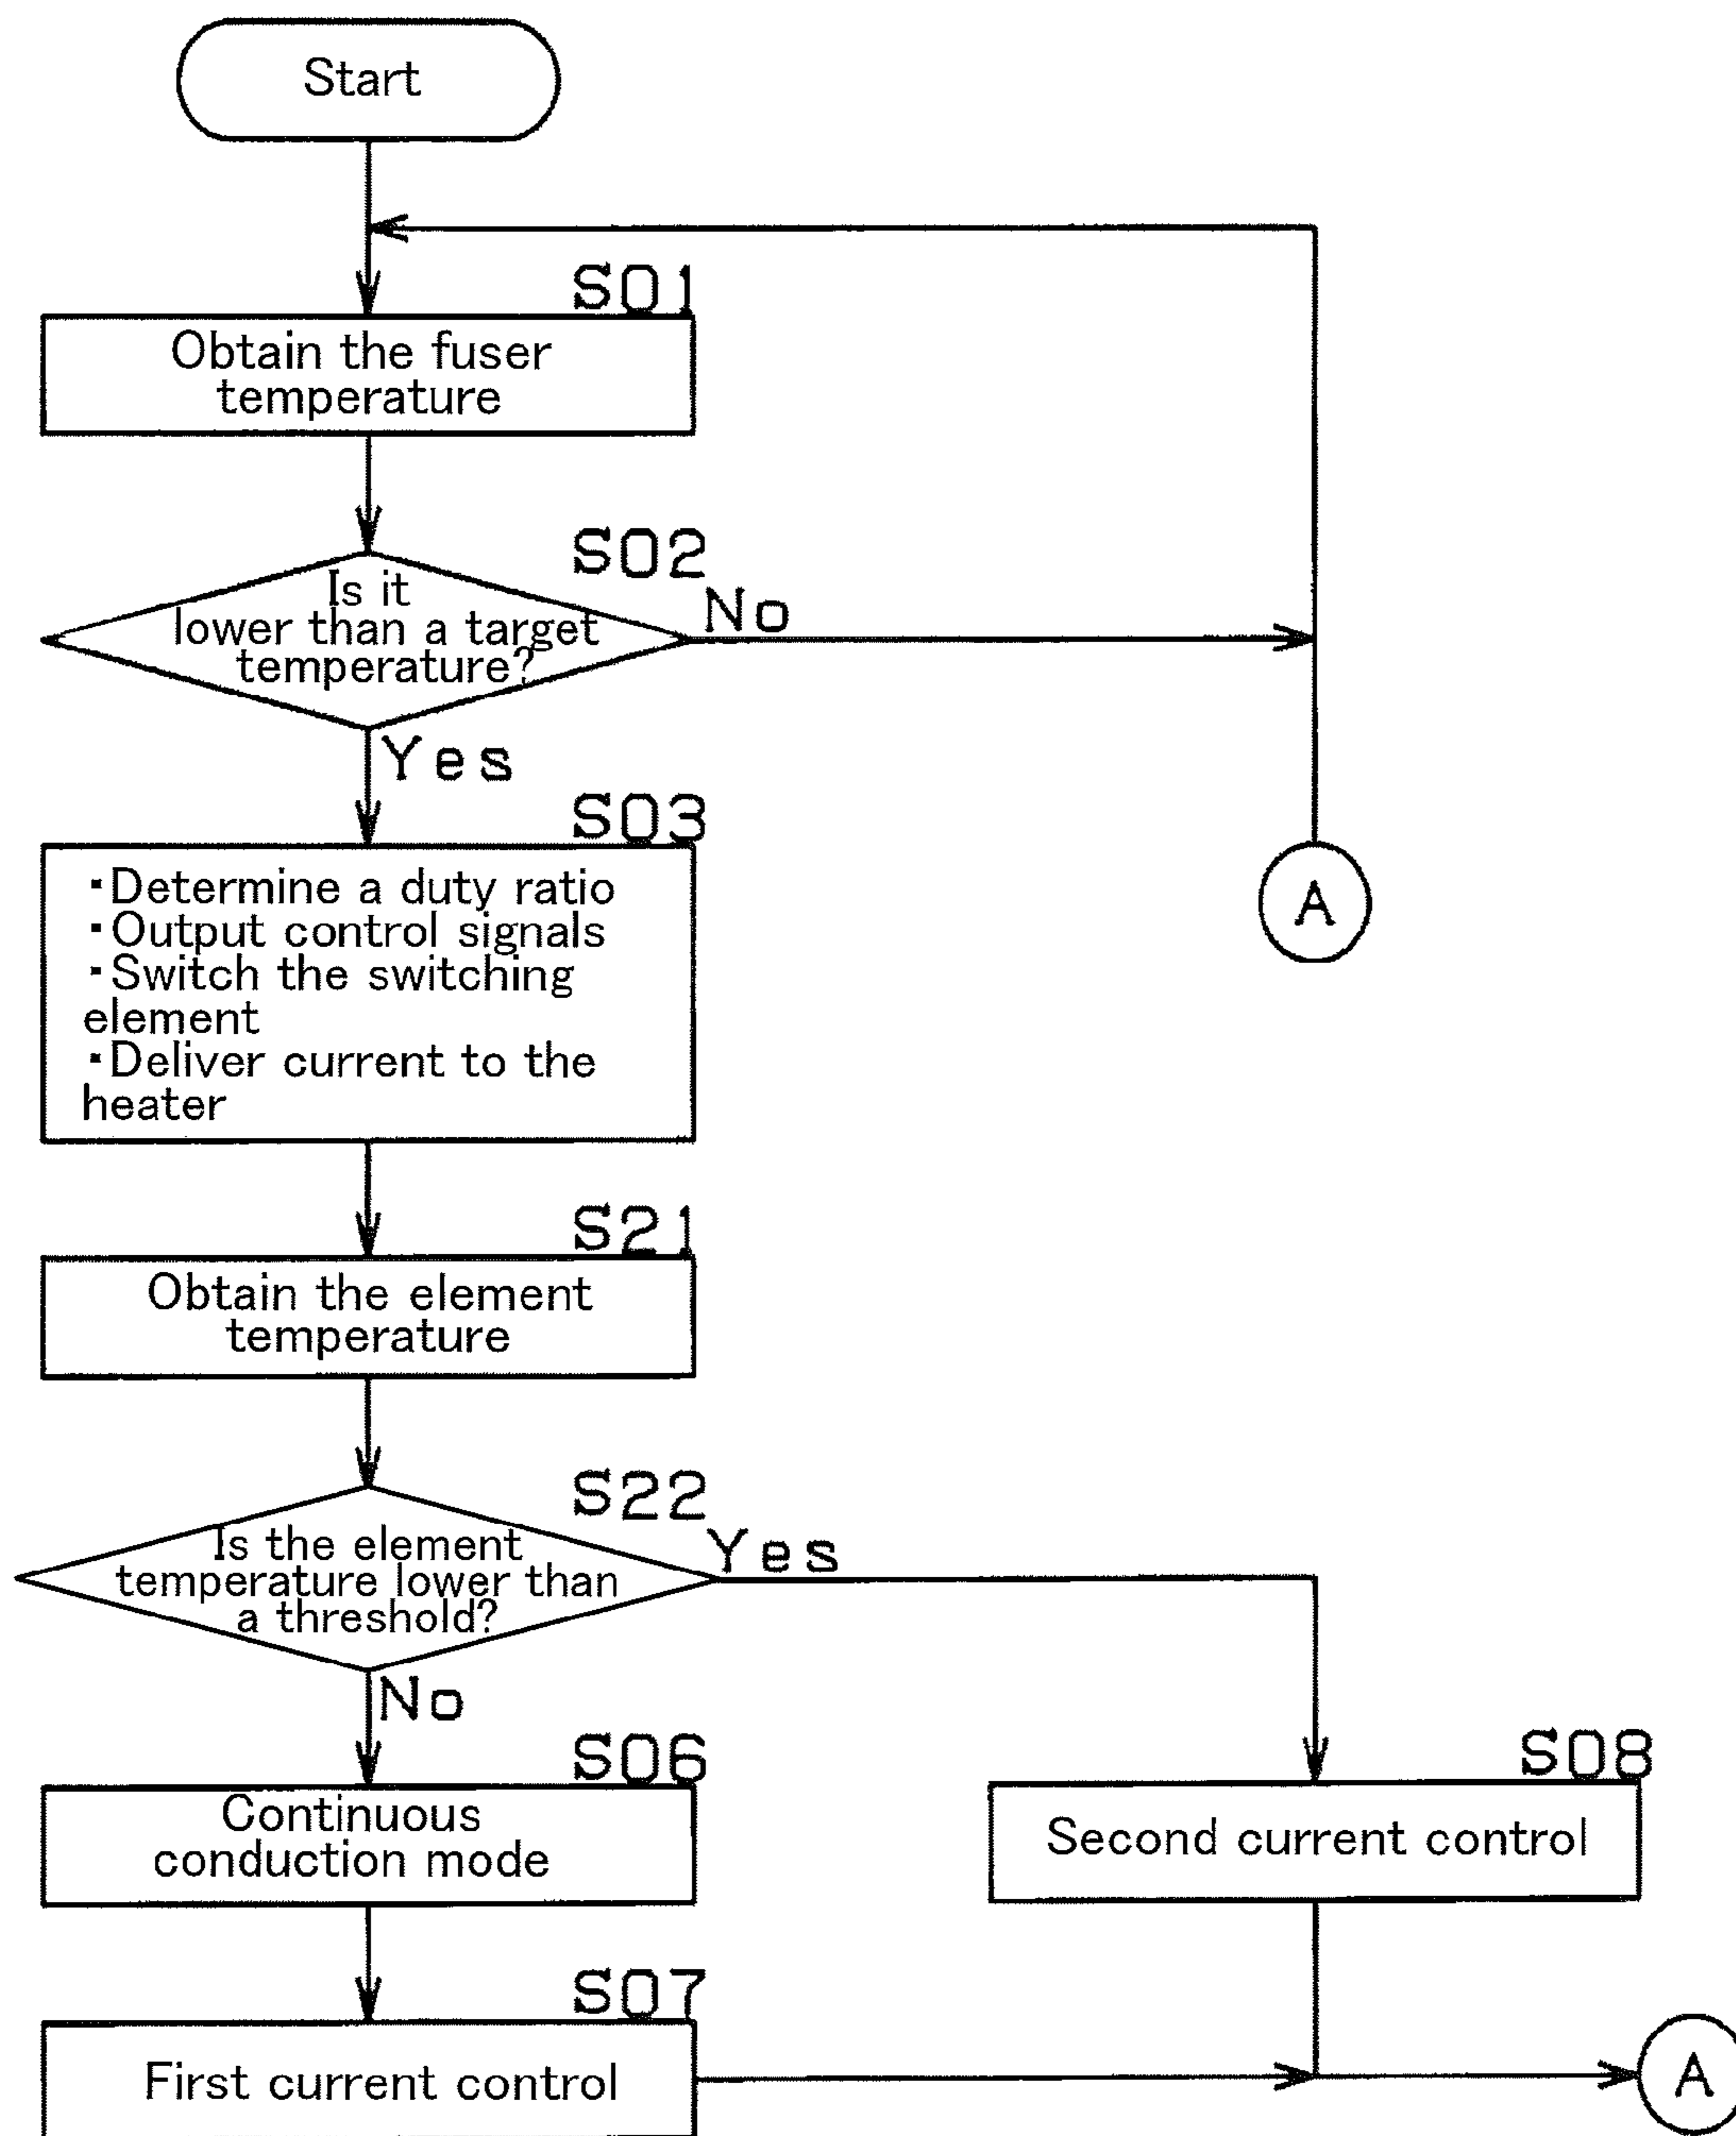 Start
S01
Obtain the fuser
temperature
S02
Is it
lower than a target
temperature?
No
Yes
S03
・Determine a duty ratio
・Output control signals
・Switch the switching
element
・Deliver current to the
heater
A
S21
Obtain the element
temperature
S22
Is the element
temperature lower than
a threshold?
Yes
No
S06
Continuous
conduction mode
S08
Second current control
S07
First current control
A